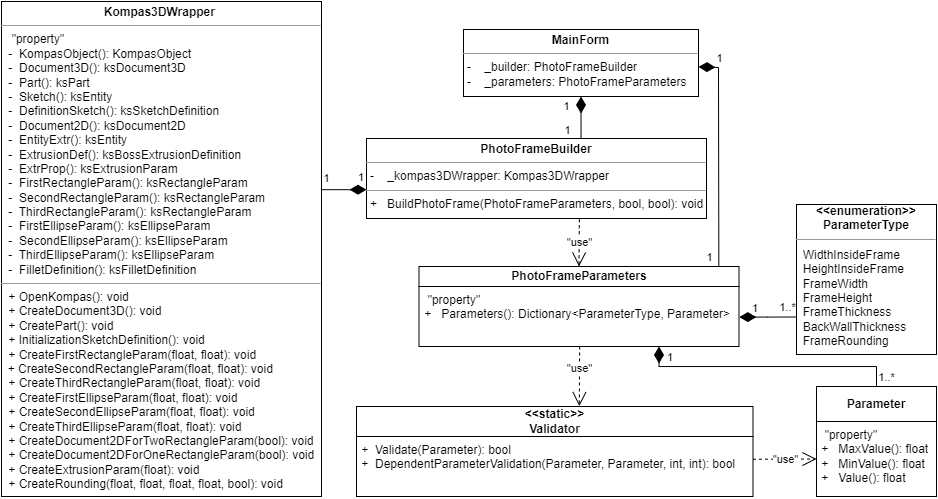 Kompas3DWrapper
"property"
- KompasObject(): KompasObject
- Document3D(): ksDocument3D
- Part(): ksPart
- Sketch(): ksEntity
- DefinitionSketch(): ksSketchDefinition
- Document2D(): ksDocument2D
- EntityExtr(): ksEntity
- ExtrusionDef(): ksBossExtrusionDefinition
- ExtrProp(): ksExtrusionParam
- FirstRectangleParam(): ksRectangleParam
- SecondRectangleParam(): ksRectangleParam
- ThirdRectangleParam(): ksRectangleParam
- FirstEllipseParam(): ksEllipseParam
- SecondEllipseParam(): ksEllipseParam
- ThirdEllipseParam(): ksEllipseParam
- FilletDefinition(): ksFilletDefinition
+ OpenKompas(): void
+ CreateDocument3D(): void
+ CreatePart(): void
+ InitializationSketchDefinition(): void
+ CreateFirstRectangleParam(float, float): void
+ CreateSecondRectangleParam(float, float): void
+ CreateThirdRectangleParam(float, float): void
+ CreateFirstEllipseParam(float, float): void
+ CreateSecondEllipseParam(float, float): void
+ CreateThirdEllipseParam(float, float): void
+ CreateDocument2DForTwoRectangleParam(bool): void
+ CreateDocument2DForOneRectangleParam(bool): void
+ CreateExtrusionParam(float): void
+ CreateRounding(float, float, float, float, bool): void
MainForm
- _builder: PhotoFrameBuilder
- _parameters: PhotoFrameParameters
1
1
1
1
1
1
PhotoFrameBuilder
- _kompas3DWrapper: Kompas3DWrapper
+ BuildPhotoFrame(PhotoFrameParameters, bool, bool): void
"use"
PhotoFrameParameters
"property"
+ Parameters(): Dictionary<ParameterType, Parameter>
1
1..*
<<enumeration>>
ParameterType
WidthInsideFrame
HeightInsideFrame
FrameWidth
FrameHeight
FrameThickness
BackWallThickness
FrameRounding
"use"
1
1..*
<<static>>
Validator
+ Validate(Parameter): bool
+ DependentParameterValidation(Parameter, Parameter, int, int): bool
"use"
Parameter
"property"
+ MaxValue(): float
+ MinValue(): float
+ Value(): float